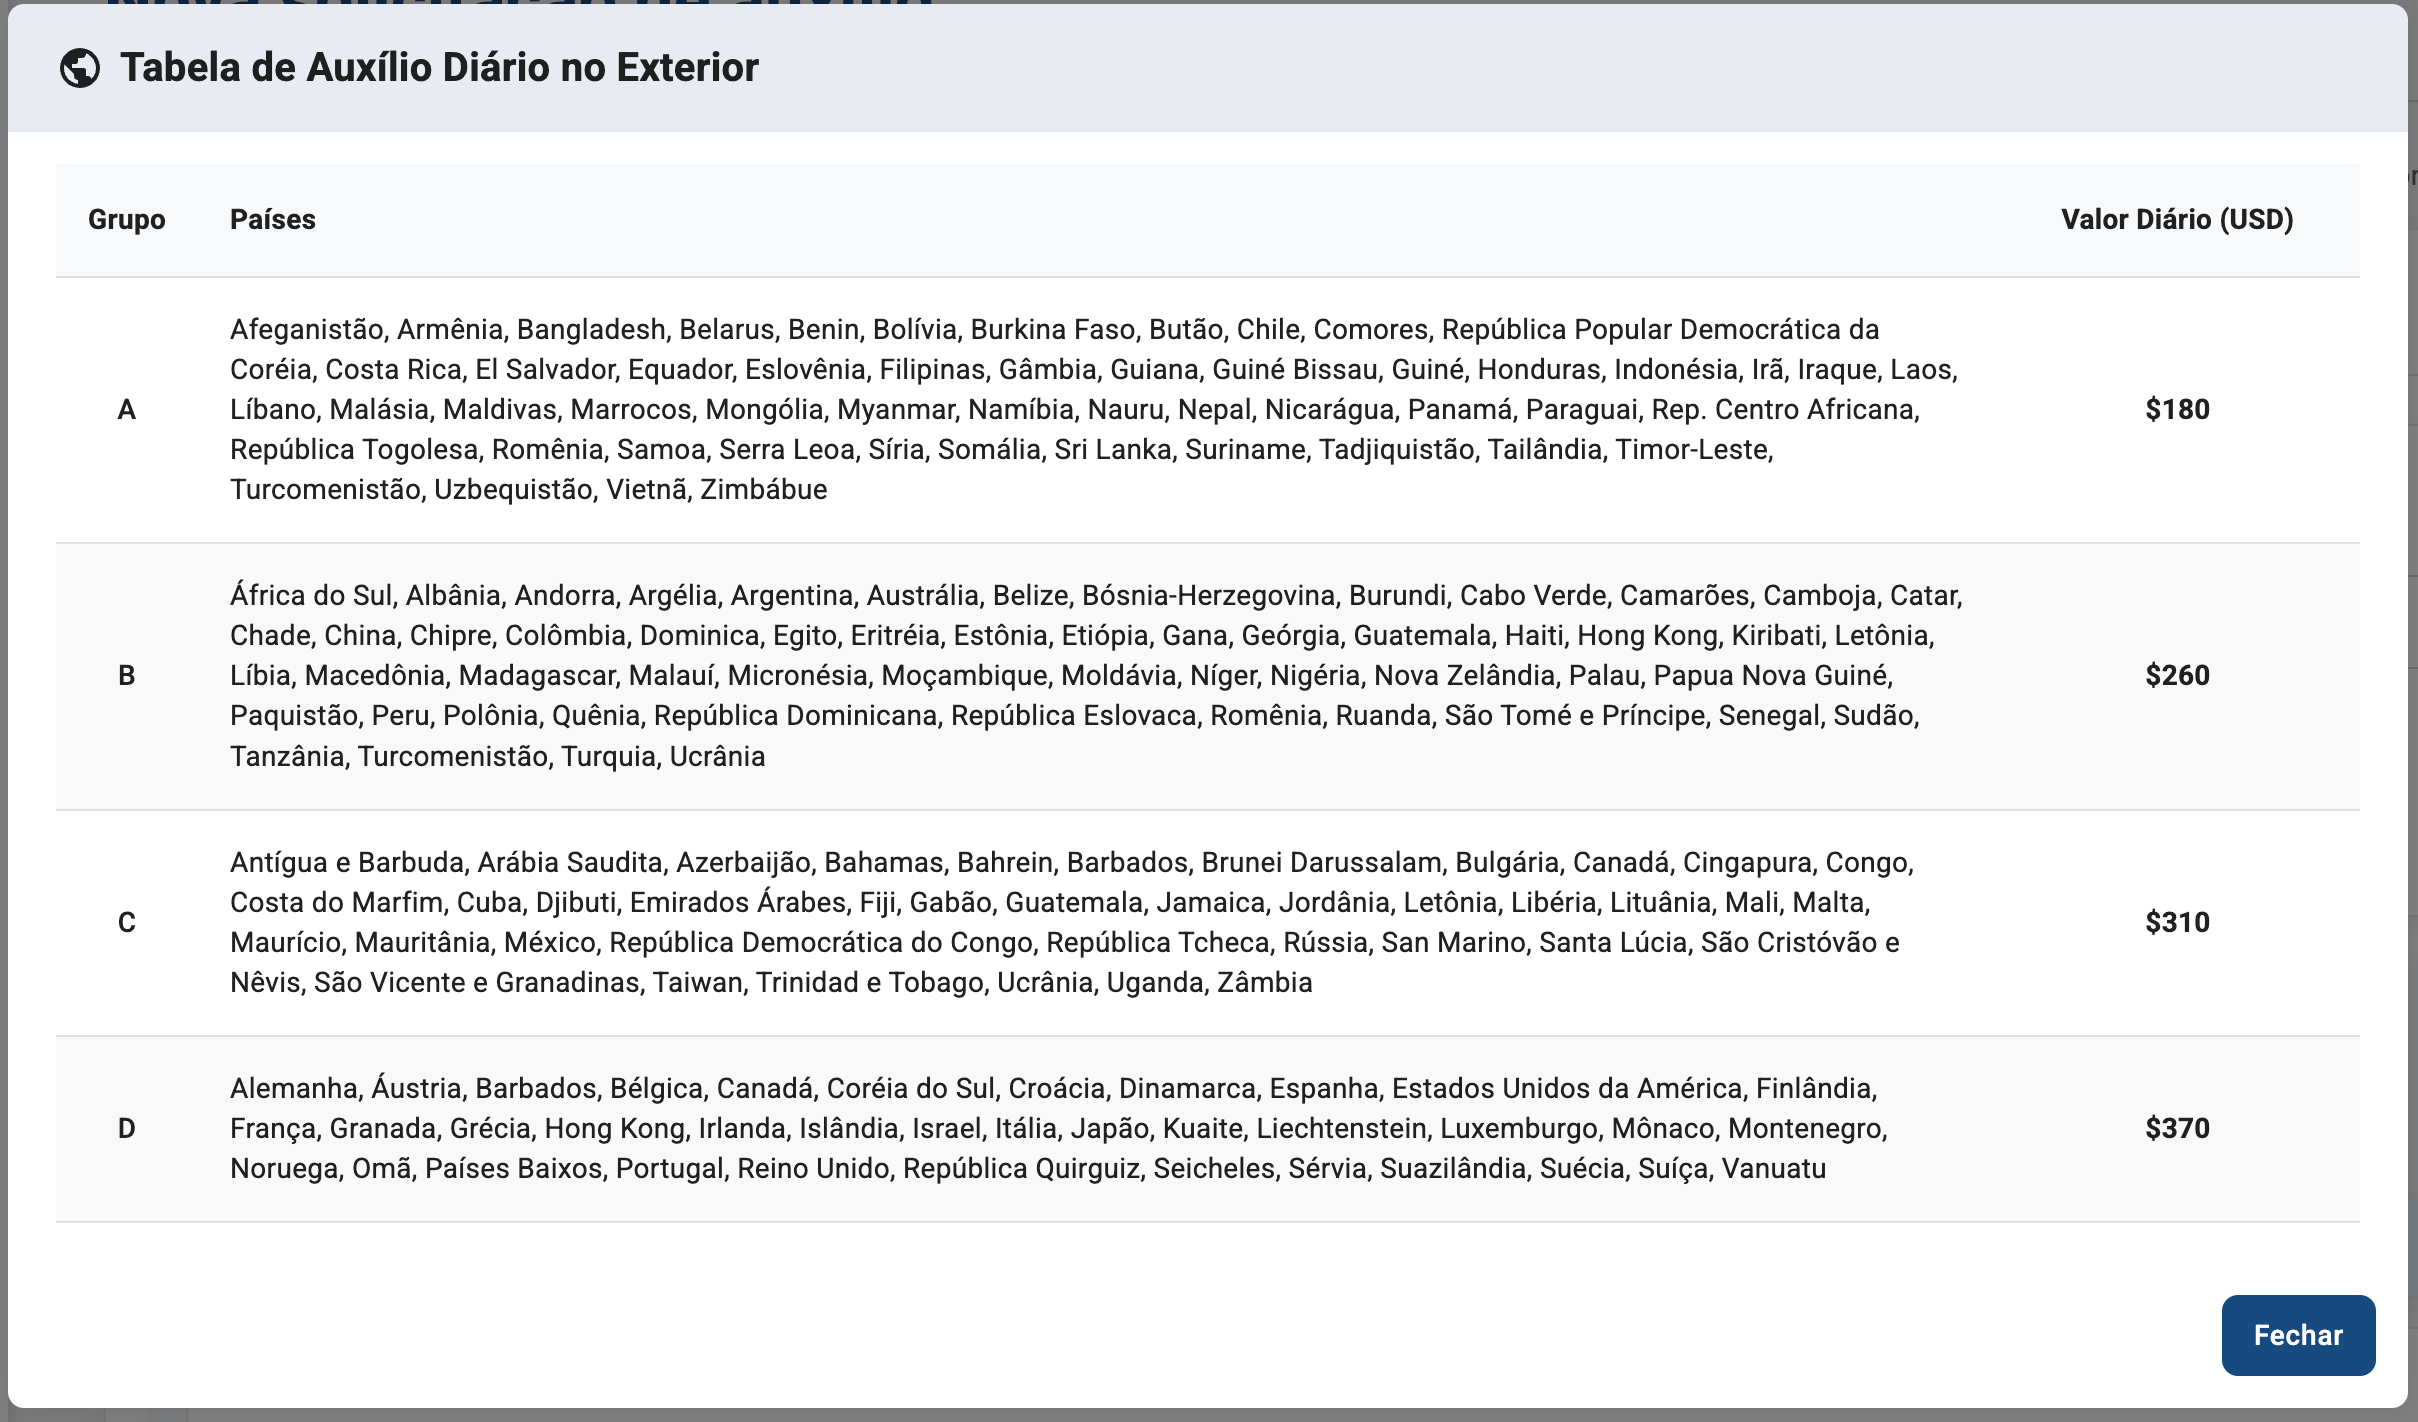 Nova solicitação de auxílio
Tabela de Auxílio Diário no Exterior
Grupo Países Valor Diário (USD)
Afeganistão, Armênia, Bangladesh, Belarus, Benin, Bolívia, Burkina Faso, Butão, Chile, Comores, República Popular Democrática da
Coréia, Costa Rica, El Salvador, Equador, Eslovênia, Filipinas, Gâmbia, Guiana, Guiné Bissau, Guiné, Honduras, Indonésia, Irã, Iraque, Laos,
A Líbano, Malásia, Maldivas, Marrocos, Mongólia, Myanmar, Namíbia, Nauru, Nepal, Nicarágua, Panamá, Paraguai, Rep. Centro Africana, $180
República Togolesa, Romênia, Samoa, Serra Leoa, Síria, Somália, Sri Lanka, Suriname, Tadjiquistão, Tailândia, Timor-Leste,
Turcomenistão, Uzbequistão, Vietnã, Zimbábue
África do Sul, Albânia, Andorra, Argélia, Argentina, Austrália, Belize, Bósnia-Herzegovina, Burundi, Cabo Verde, Camarões, Camboja, Catar,
Chade, China, Chipre, Colômbia, Dominica, Egito, Eritréia, Estônia, Etiópia, Gana, Geórgia, Guatemala, Haiti, Hong Kong, Kiribati, Letônia,
B Líbia, Macedônia, Madagascar, Malauí, Micronésia, Moçambique, Moldávia, Níger, Nigéria, Nova Zelândia, Palau, Papua Nova Guiné, $260
Paquistão, Peru, Polônia, Quênia, República Dominicana, República Eslovaca, Romênia, Ruanda, São Tomé e Príncipe, Senegal, Sudão,
Tanzânia, Turcomenistão, Turquia, Ucrânia
Antígua e Barbuda, Arábia Saudita, Azerbaijão, Bahamas, Bahrein, Barbados, Brunei Darussalam, Bulgária, Canadá, Cingapura, Congo,
Costa do Marfim, Cuba, Djibuti, Emirados Árabes, Fiji, Gabão, Guatemala, Jamaica, Jordânia, Letônia, Libéria, Lituânia, Mali, Malta,
C Maurício, Mauritânia, México, República Democrática do Congo, República Tcheca, Rússia, San Marino, Santa Lúcia, São Cristóvão e $310
Nêvis, São Vicente e Granadinas, Taiwan, Trinidad e Tobago, Ucrânia, Uganda, Zâmbia
Alemanha, Áustria, Barbados, Bélgica, Canadá, Coréia do Sul, Croácia, Dinamarca, Espanha, Estados Unidos da América, Finlândia,
D França, Granada, Grécia, Hong Kong, Irlanda, Islândia, Israel, Itália, Japão, Kuaite, Liechtenstein, Luxemburgo, Mônaco, Montenegro, $370
Noruega, Omã, Países Baixos, Portugal, Reino Unido, República Quirguiz, Seicheles, Sérvia, Suazilândia, Suécia, Suíça, Vanuatu
Fechar